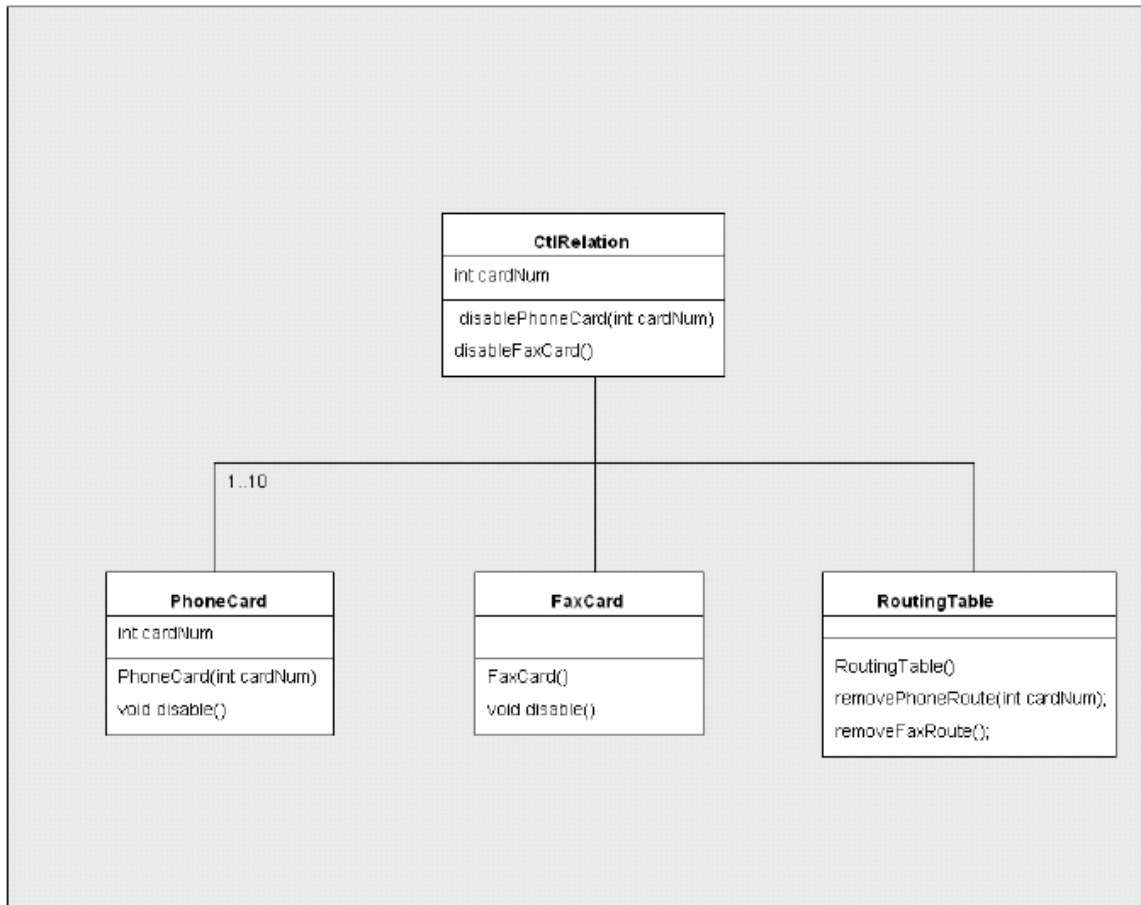 CtlRelation
int cardNum
disablePhoneCard(int cardNum)
disableFaxCard()
1..10
PhoneCard
int cardNum
PhoneCard(int cardNum)
void disable()
FaxCard
FaxCard()
void disable()
RoutingTable
RoutingTable()
removePhoneRoute(int cardNum);
removeFaxRoute();